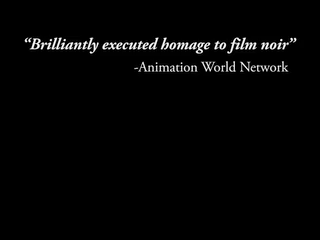 “Brilliantly executed homage to film noir”
-Animation World Network